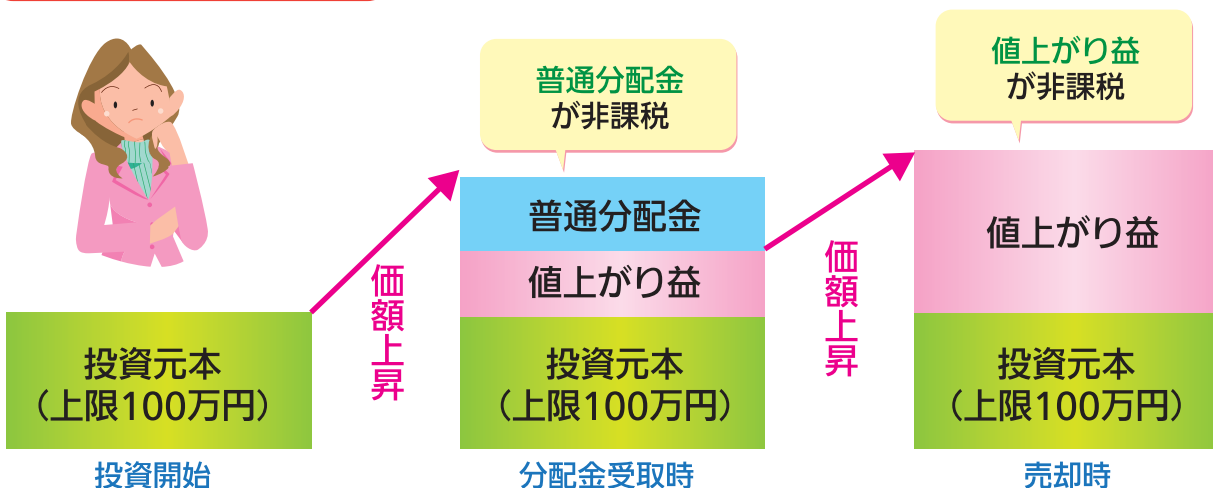 普通分配金
が非課税
値上がり益
が非課税
普通分配金
値上がり益
値上がり益
価額上昇
価額上昇
投資元本
（上限100万円）
投資元本
（上限100万円）
投資元本
（上限100万円）
投資開始
分配金受取時
売却時